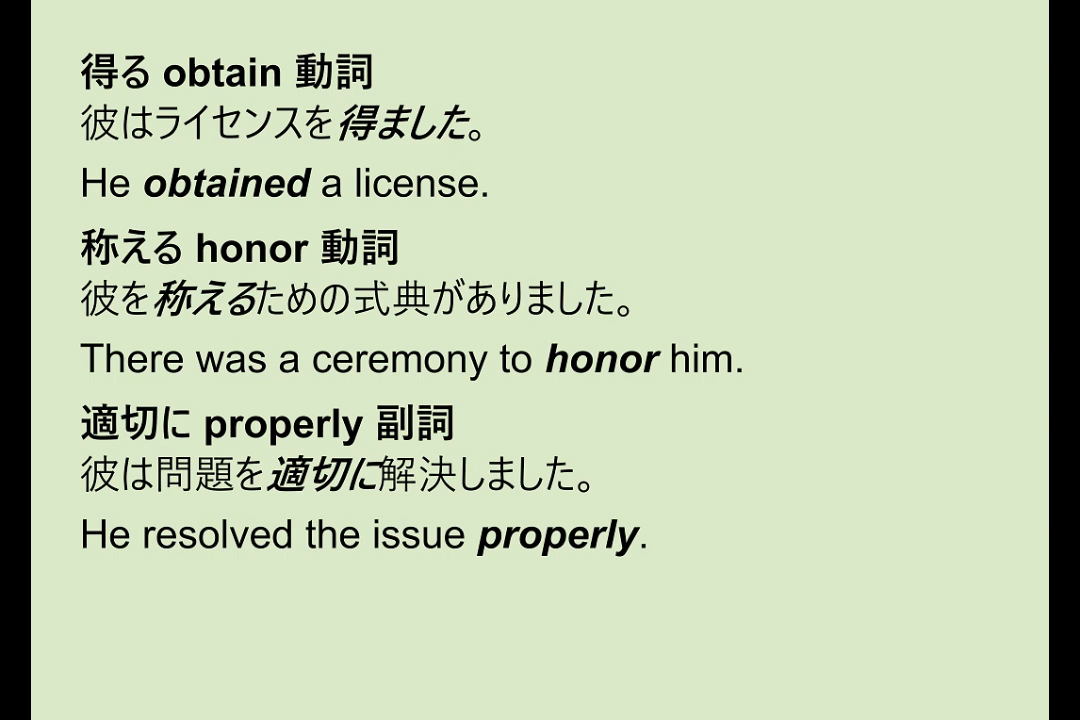 得る obtain 動詞
彼はライセンスを得ました。
He obtained a license.
称える honor 動詞
彼を称えるための式典がありました。
There was a ceremony to honor him.
適切に properly 副詞
彼は問題を適切に解決しました。
He resolved the issue properly.